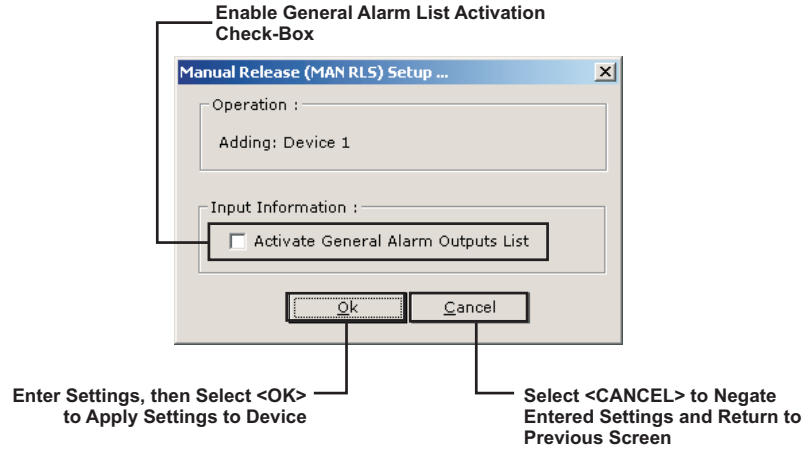 Enable General Alarm List Activation
Check-Box
Manual Release (MAN RLS) Setup ...
Operation :
Adding: Device 1
Input Information :
Activate General Alarm Outputs List
Ok
Cancel
Enter Settings, then Select <OK>
to Apply Settings to Device
Select <CANCEL> to Negate
Entered Settings and Return to
Previous Screen